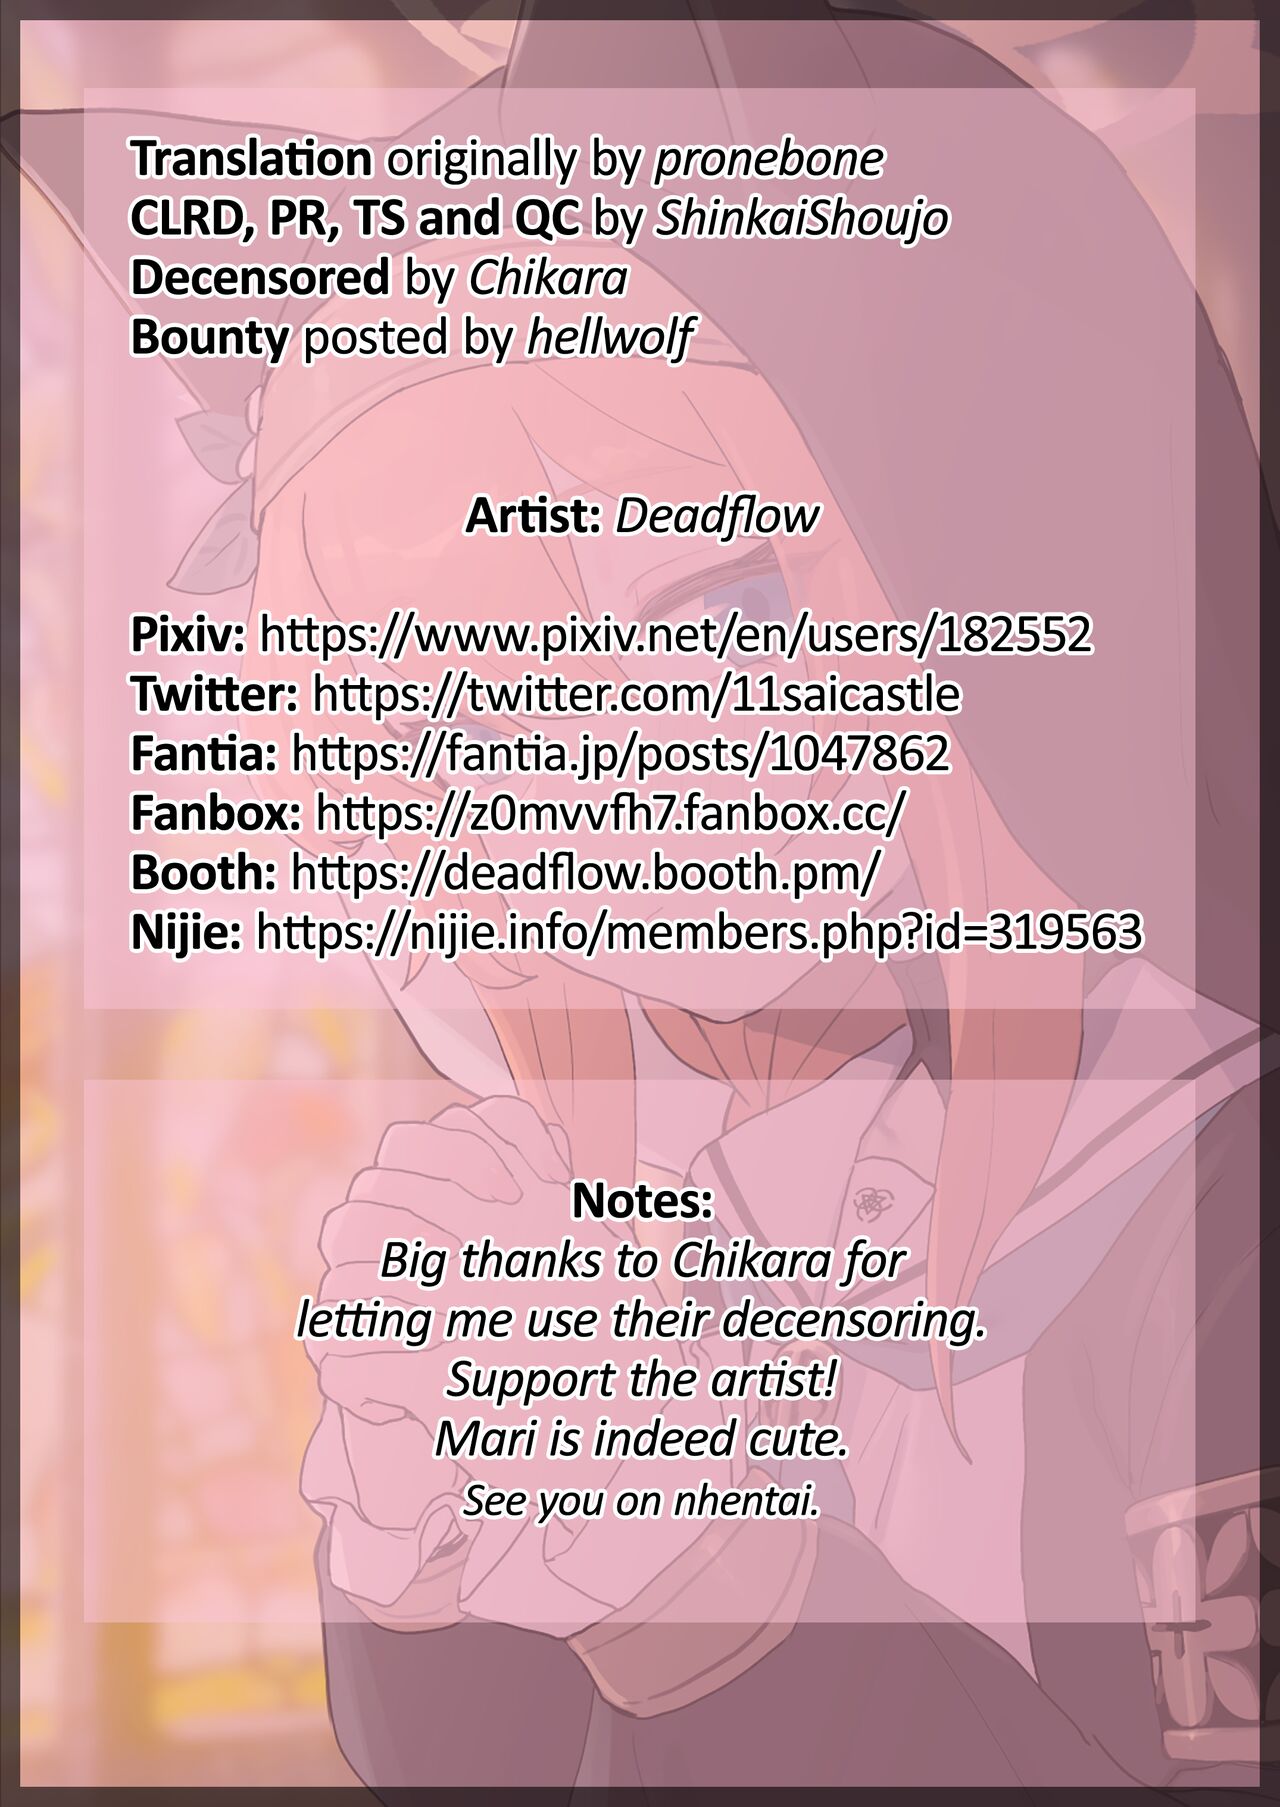 Translation originally by pronebone
CLRD, PR, TS and QC by ShinkaiShoujo
Decensored by Chikara
Bounty posted by hellwolf
Artist: Deadflow
Pixiv: https://www.pixiv.net/en/users/182552
Twitter: https://twitter.com/11saicastle
Fantia: https://fantia.jp/posts/1047862
Fanbox: https://z0mvvfh7.fanbox.cc/
Booth: https://deadflow.booth.pm/
Nijie: https://nijie.info/members.php?id=319563
Notes:
Big thanks to Chikara for
letting me use their decensoring.
Support the artist!
Mari is indeed cute.
See you on nhentai.